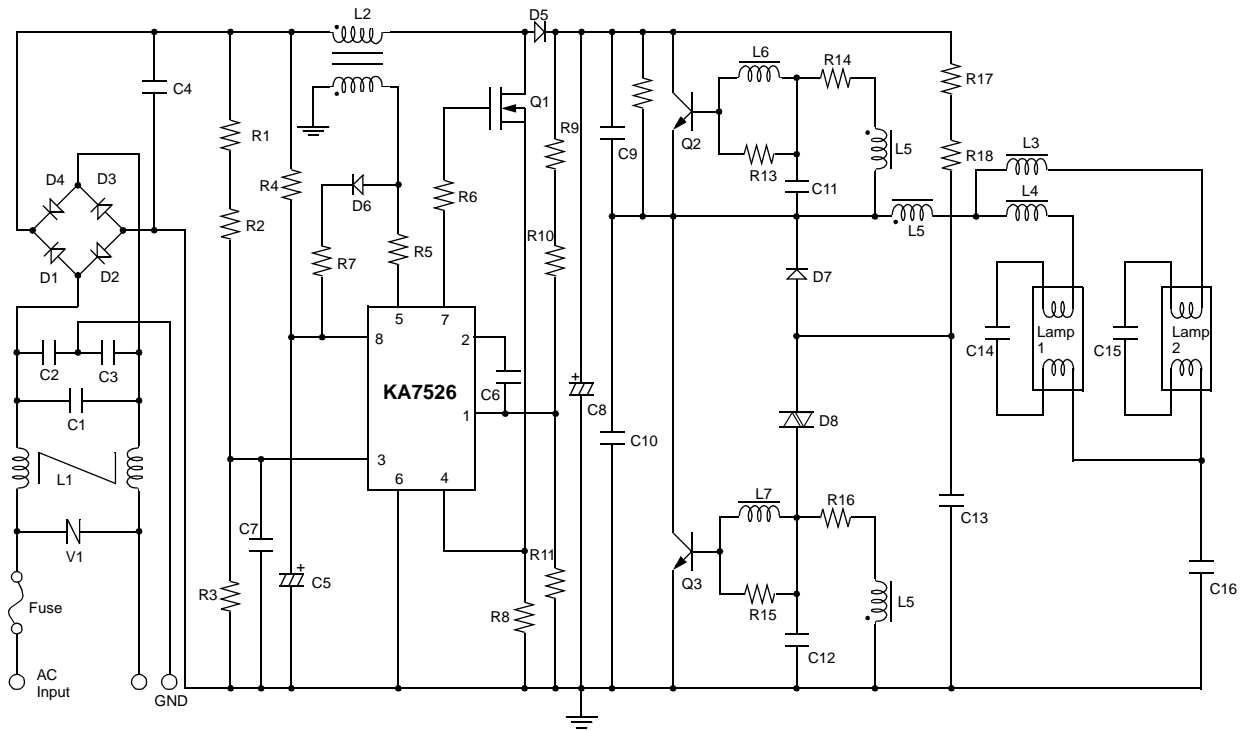 L2
D5
L6
R14
C4
Q1
R17
R1
R9
C9
Q2
R18
L3
D4
D3
R4
R6
R13
L5
D6
C11
L4
R2
R5
R10
L5
D1
D2
R7
D7
5
7
8
2
Lamp
1
Lamp
2
C2
C3
C14
C15
KA7526
C6
C8
C1
1
D8
C10
3
L1
6
4
L7
R16
C7
C13
V1
R11
C5
Q3
R3
C16
Fuse
R15
L5
R8
C12
AC
Input
GND